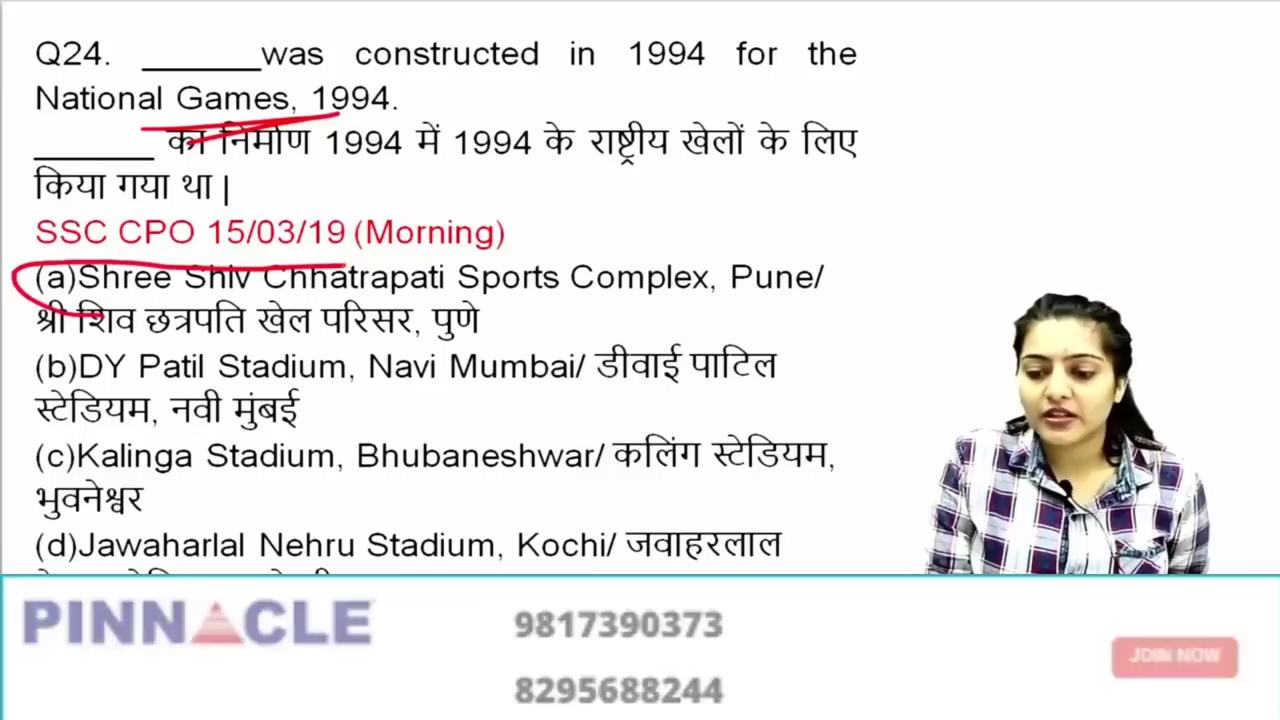 Q24. ______was constructed in 1994 for the
National Games, 1994.
______ का निर्माण 1994 में 1994 के राष्ट्रीय खेलों के लिए
किया गया था |
SSC CPO 15/03/19 (Morning)
(a)Shree Shiv Chhatrapati Sports Complex, Pune/
श्री शिव छत्रपति खेल परिसर, पुणे
(b)DY Patil Stadium, Navi Mumbai/ डीवाई पाटिल
स्टेडियम, नवी मुंबई
(c)Kalinga Stadium, Bhubaneshwar/ कलिंग स्टेडियम,
भुवनेश्वर
(d)Jawaharlal Nehru Stadium, Kochi/ जवाहरलाल
PINNACLE
9817390373
8295688244
JOIN NOW